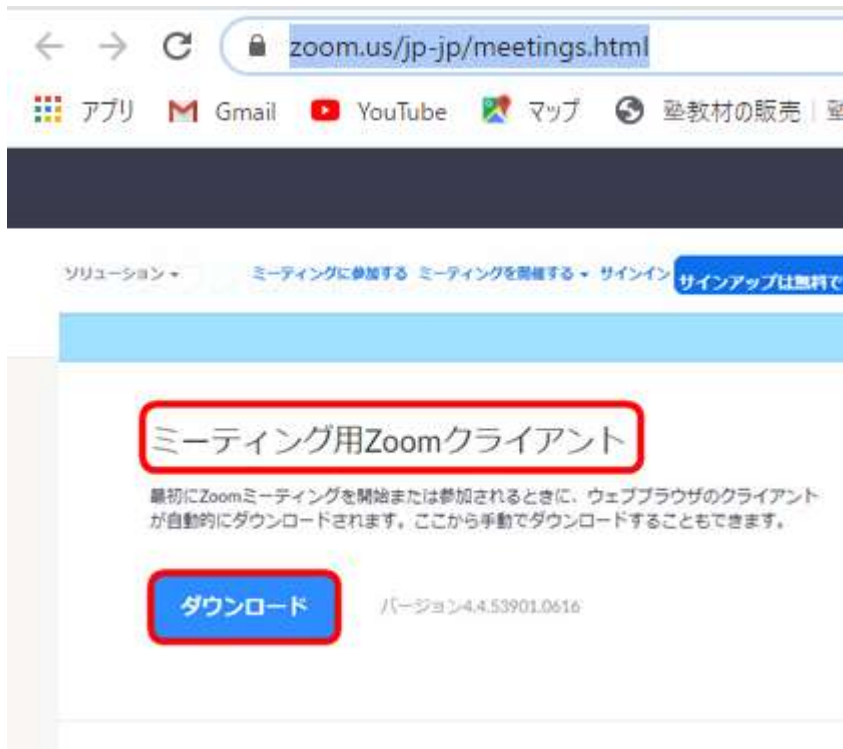 zoom.us/jp-jp/meetings.html
アプリ Gmail YouTube マップ 塾教材の販売
ソリューション ミーティングに参加する ミーティングを開催する サインイン サインアップは無料で
ミーティング用Zoomクライアント
最初にZoomミーティングを開始または参加されるときに、ウェブブラウザのクライアント
が自動的にダウンロードされます。ここから手動でダウンロードすることもできます。
ダウンロード バージョン4.4.53901.0616